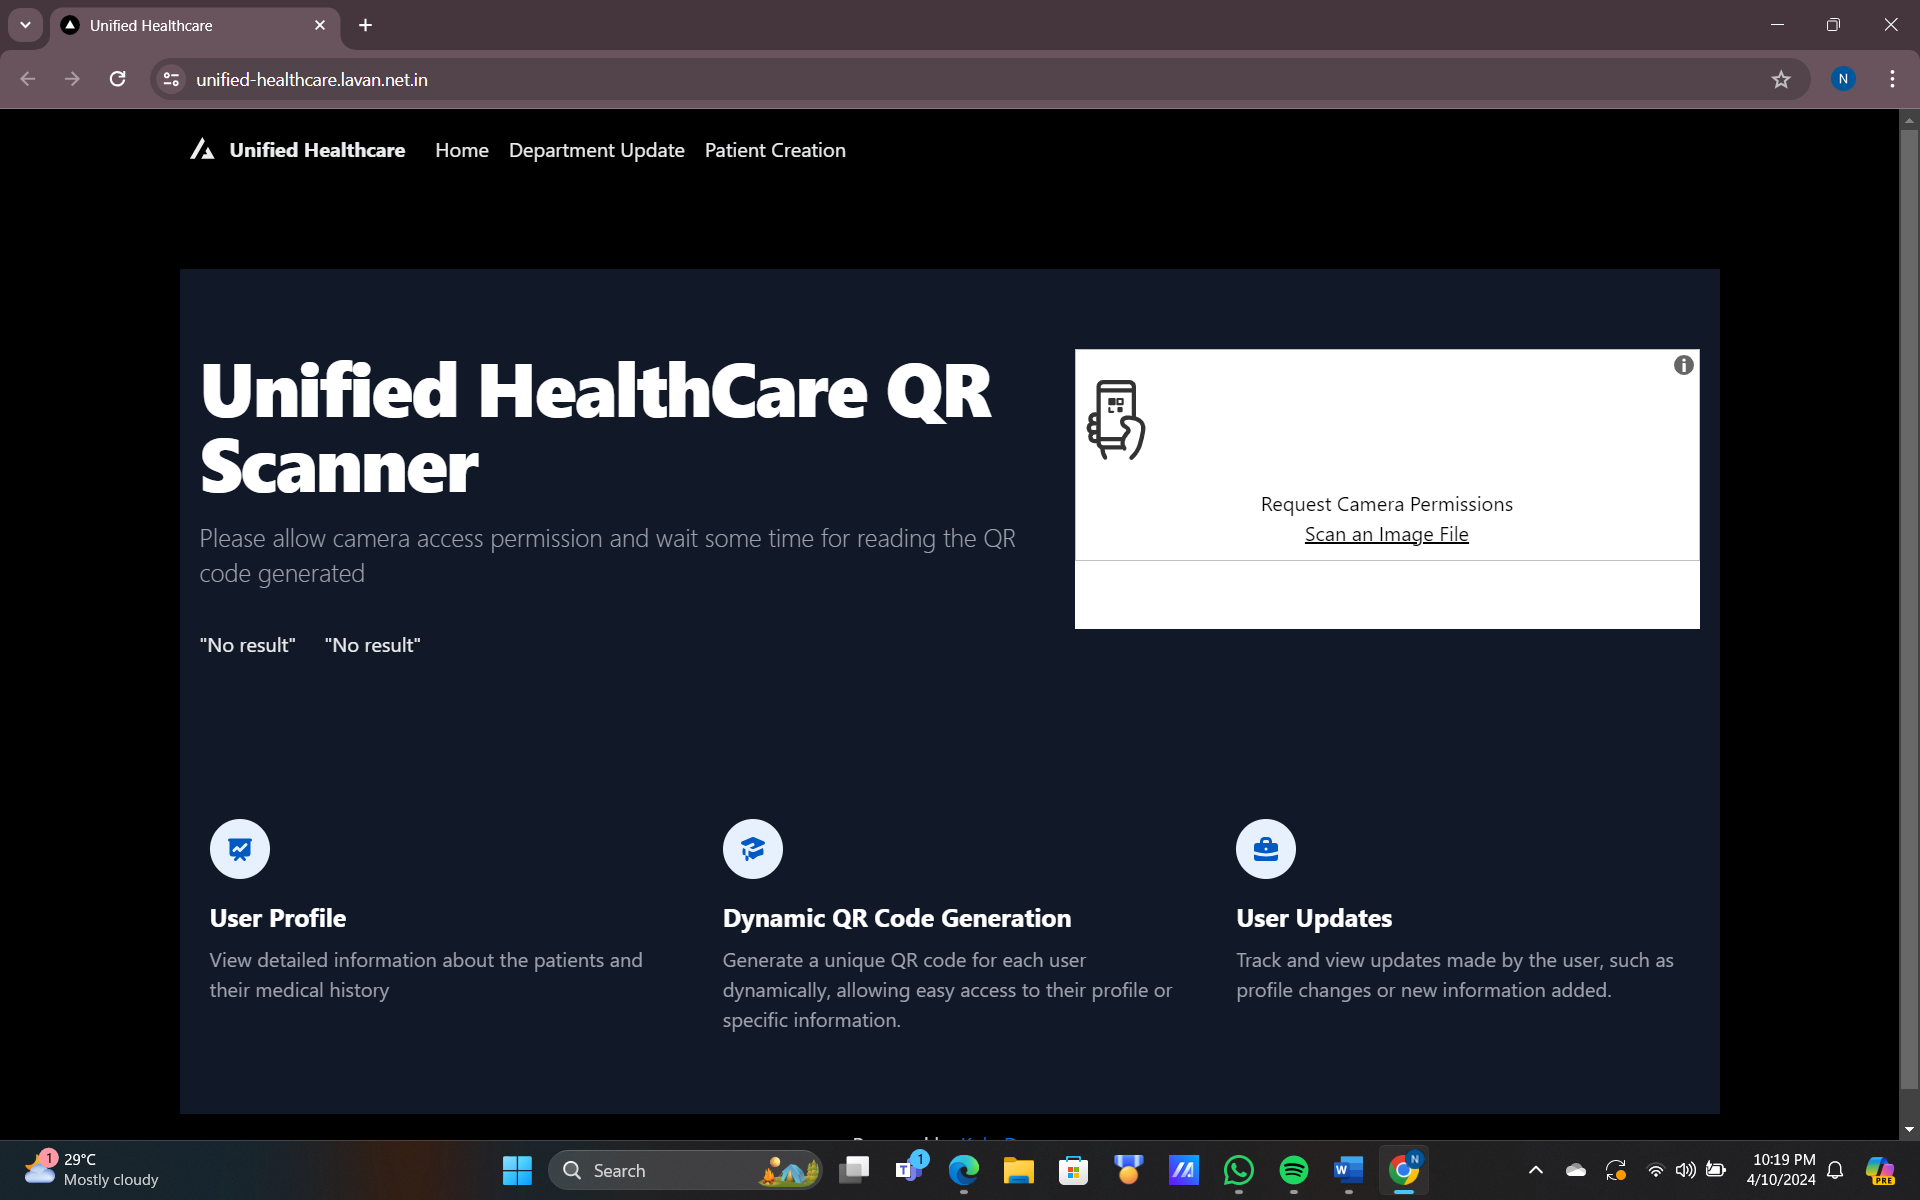 Unified Healthcare
unified-healthcare.lavan.net.in
N
Unified Healthcare Home Department Update Patient Creation
Unified HealthCare QR
Scanner
Please allow camera access permission and wait some time for reading the QR
code generated
"No result" "No result"
Request Camera Permissions
Scan an Image File
User Profile
View detailed information about the patients and
their medical history
Dynamic QR Code Generation
Generate a unique QR code for each user
dynamically, allowing easy access to their profile or
specific information.
User Updates
Track and view updates made by the user, such as
profile changes or new information added.
1
29°C
Mostly cloudy
Search
1
N
10:19 PM
4/10/2024
PRE